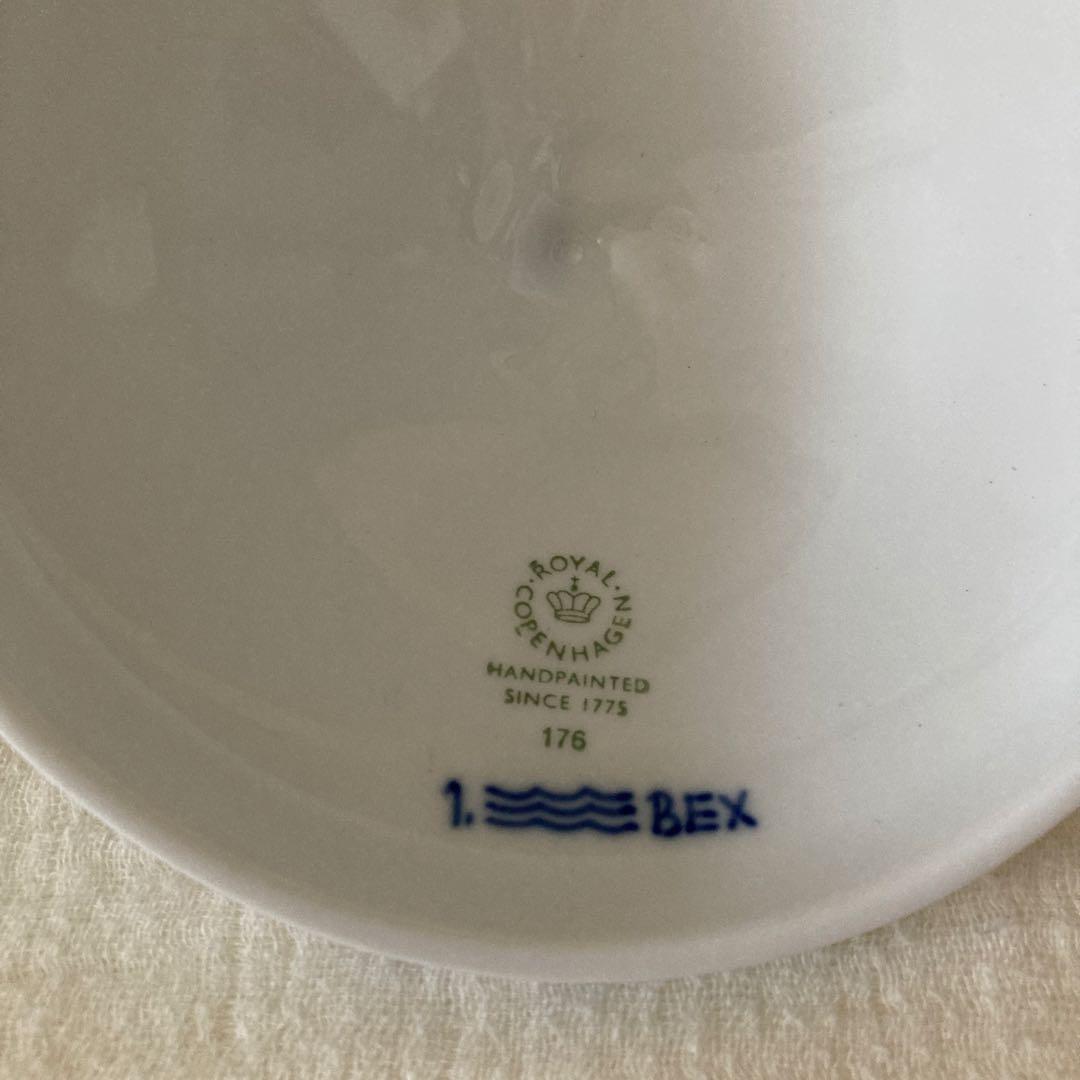 ROYAL COPENHAGEN
HANDPAINTED
SINCE 1775
176
1. BEX